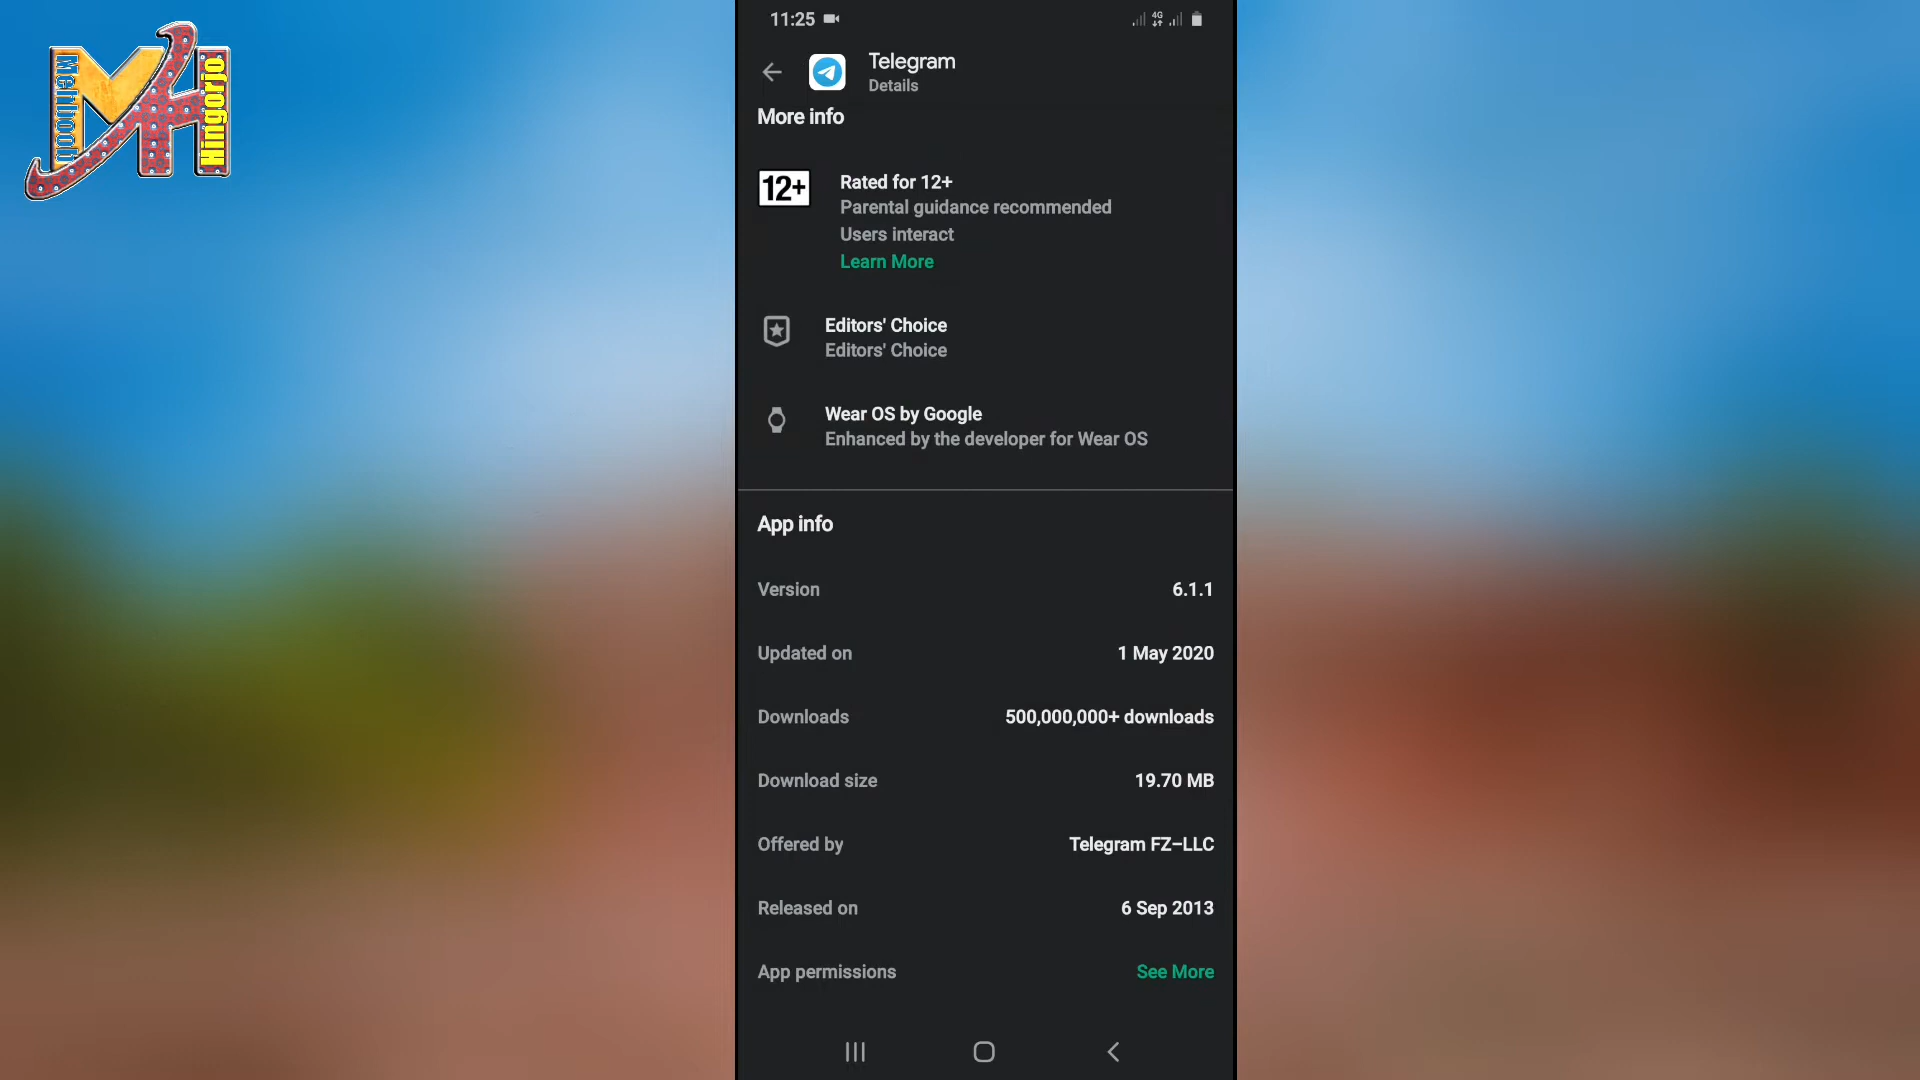 Mehboob
Hingorjo
11:25
4G
Telegram
Details
More info
12+
Rated for 12+
Parental guidance recommended
Users interact
Learn More
Editors' Choice
Editors' Choice
Wear OS by Google
Enhanced by the developer for Wear OS
App info
Version 6.1.1
Updated on 1 May 2020
Downloads 500,000,000+ downloads
Download size 19.70 MB
Offered by Telegram FZ-LLC
Released on 6 Sep 2013
App permissions See More